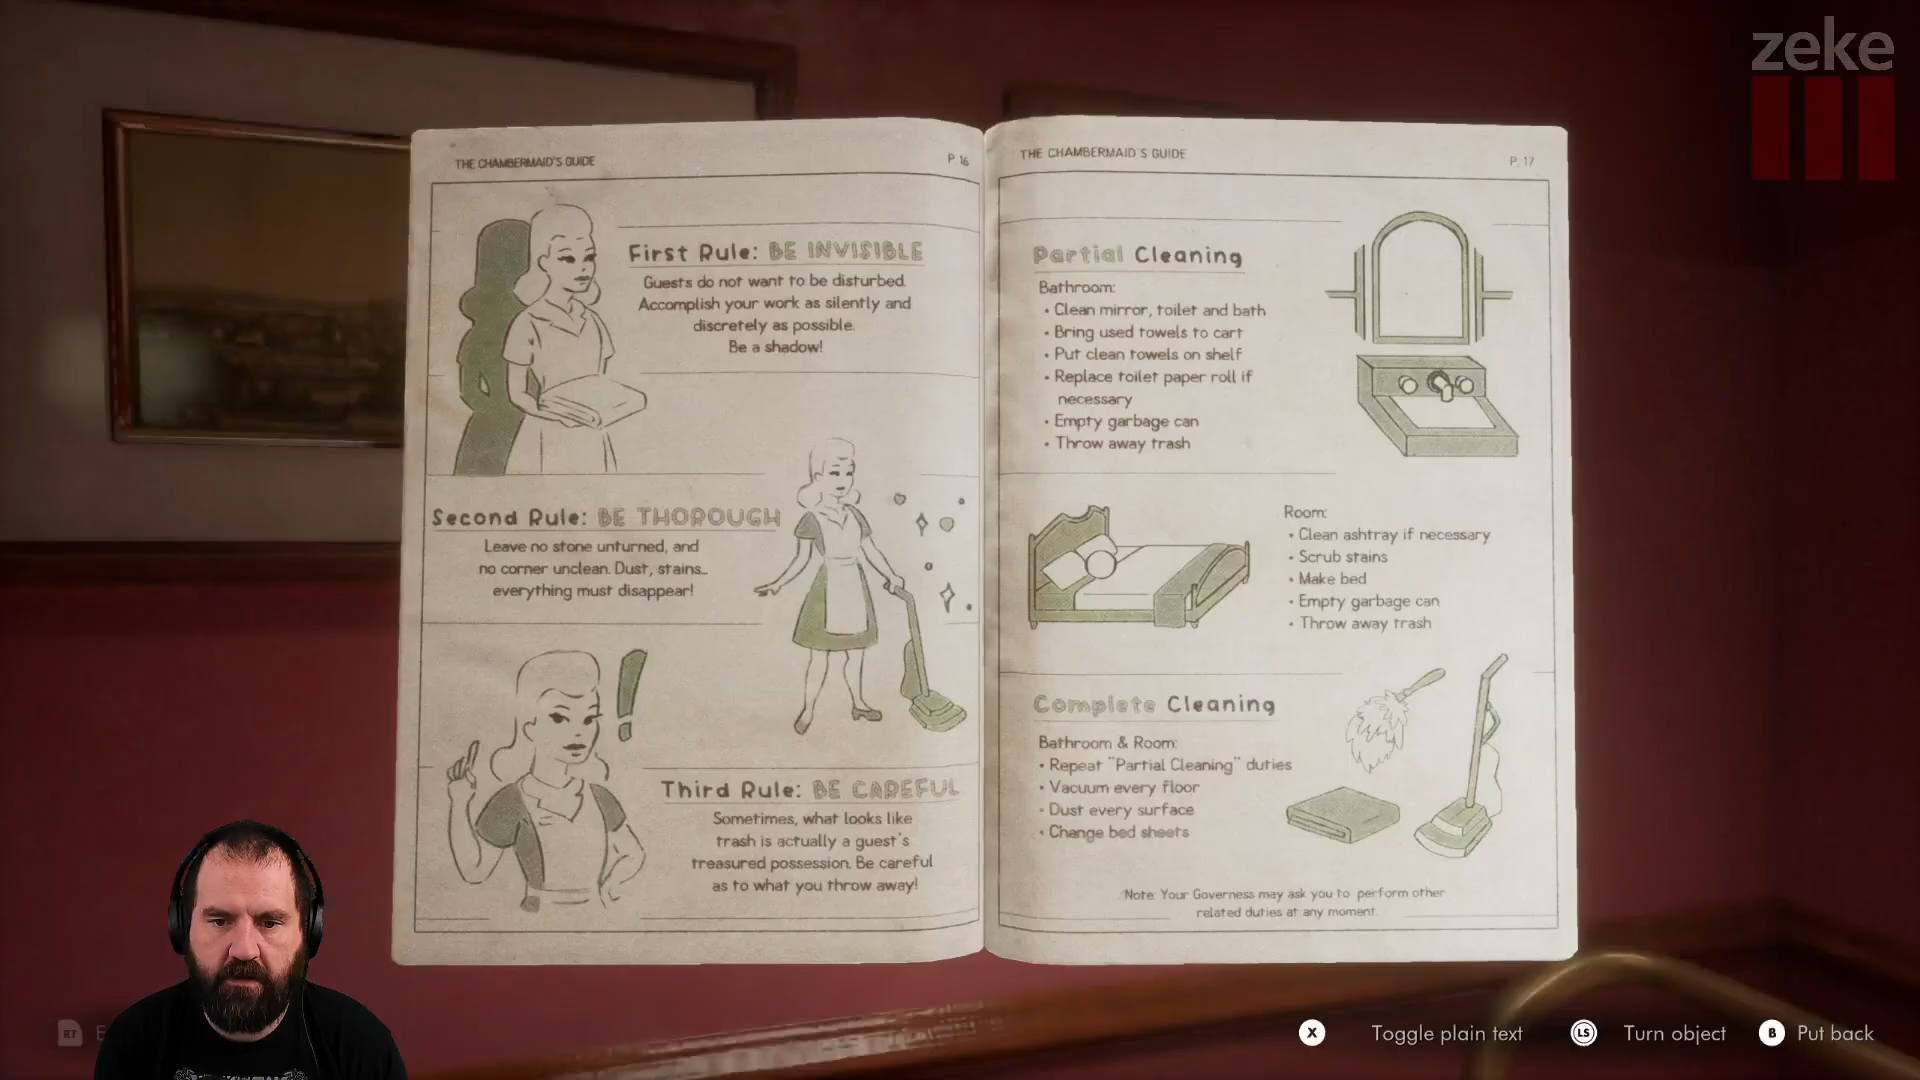 zeke
THE CHAMBERMAID'S GUIDE
P 16
First Rule: BE INVISIBLE
Guests do not want to be disturbed.
Accomplish your work as silently and
discretely as possible.
Be a shadow!
Second Rule: BE THOROUGH
Leave no stone unturned, and
no corner unclean. Dust, stains...
everything must disappear!
Third Rule: BE CAREFUL
Sometimes, what looks like
trash is actually a guest's
treasured possession. Be careful
as to what you throw away!
THE CHAMBERMAID'S GUIDE
P. 17
Partial Cleaning
Bathroom:
• Clean mirror, toilet and bath
• Bring used towels to cart
• Put clean towels on shelf
• Replace toilet paper roll if
necessary
• Empty garbage can
• Throw away trash
Room:
• Clean ashtray if necessary
• Scrub stains
• Make bed
• Empty garbage can
• Throw away trash
Complete Cleaning
Bathroom & Room:
• Repeat "Partial Cleaning" duties
• Vacuum every floor
• Dust every surface
• Change bed sheets
Note: Your Governess may ask you to perform other
related duties at any moment.
RT
X Toggle plain text LS Turn object B Put back